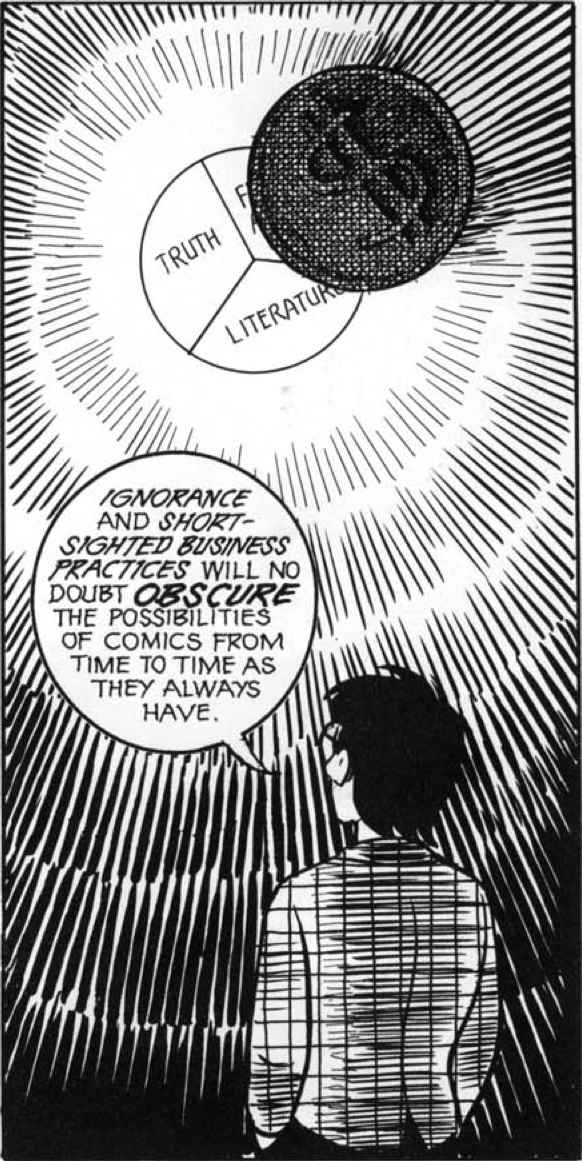 TRUTH
LITERATURE
IGNORANCE
AND SHORT-
SIGHTED BUSINESS
PRACTICES WILL NO
DOUBT OBSCURE
THE POSSIBILITIES
OF COMICS FROM
TIME TO TIME AS
THEY ALWAYS
HAVE.